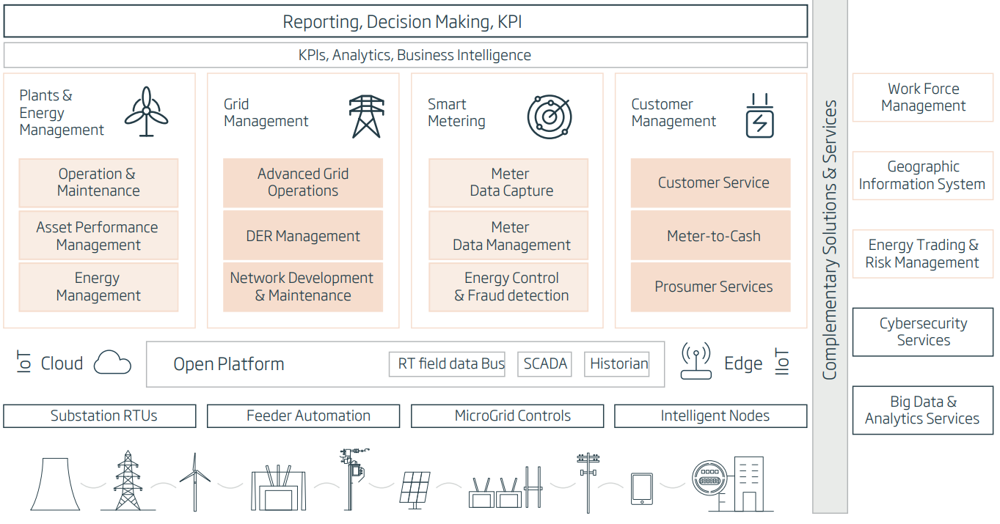 Reporting, Decision Making, KPI
KPIs, Analytics, Business Intelligence
Plants &
Energy
Management
Operation &
Maintenance
Asset Performance
Management
Energy
Management
Grid
Management
Advanced Grid
Operations
DER Management
Network Development
& Maintenance
Smart
Metering
Meter
Data Capture
Meter
Data Management
Energy Control
& Fraud detection
Customer
Management
Customer Service
Meter-to-Cash
Prosumer Services
IoT
Cloud
Open Platform
RT field data Bus
SCADA
Historian
Edge
IIoT
Substation RTUs
Feeder Automation
MicroGrid Controls
Intelligent Nodes
Complementary Solutions & Services
Work Force
Management
Geographic
Information System
Energy Trading &
Risk Management
Cybersecurity
Services
Big Data &
Analytics Services